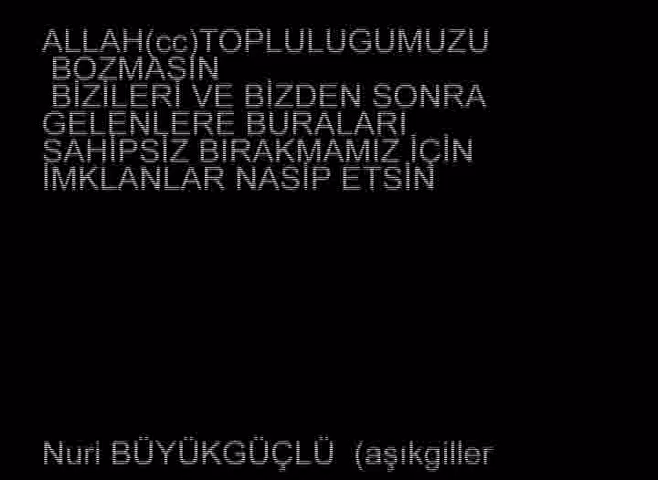 ALLAH(cc)TOPLULUGUMUZU
BOZMASIN
BİZİLERİ VE BİZDEN SONRA
GELENLERE BURALARI
SAHİPSİZ BIRAKMAMIZ İÇİN
İMKLANLAR NASİP ETSİN
Nuri BÜYÜKGÜÇLÜ (aşıkgiller